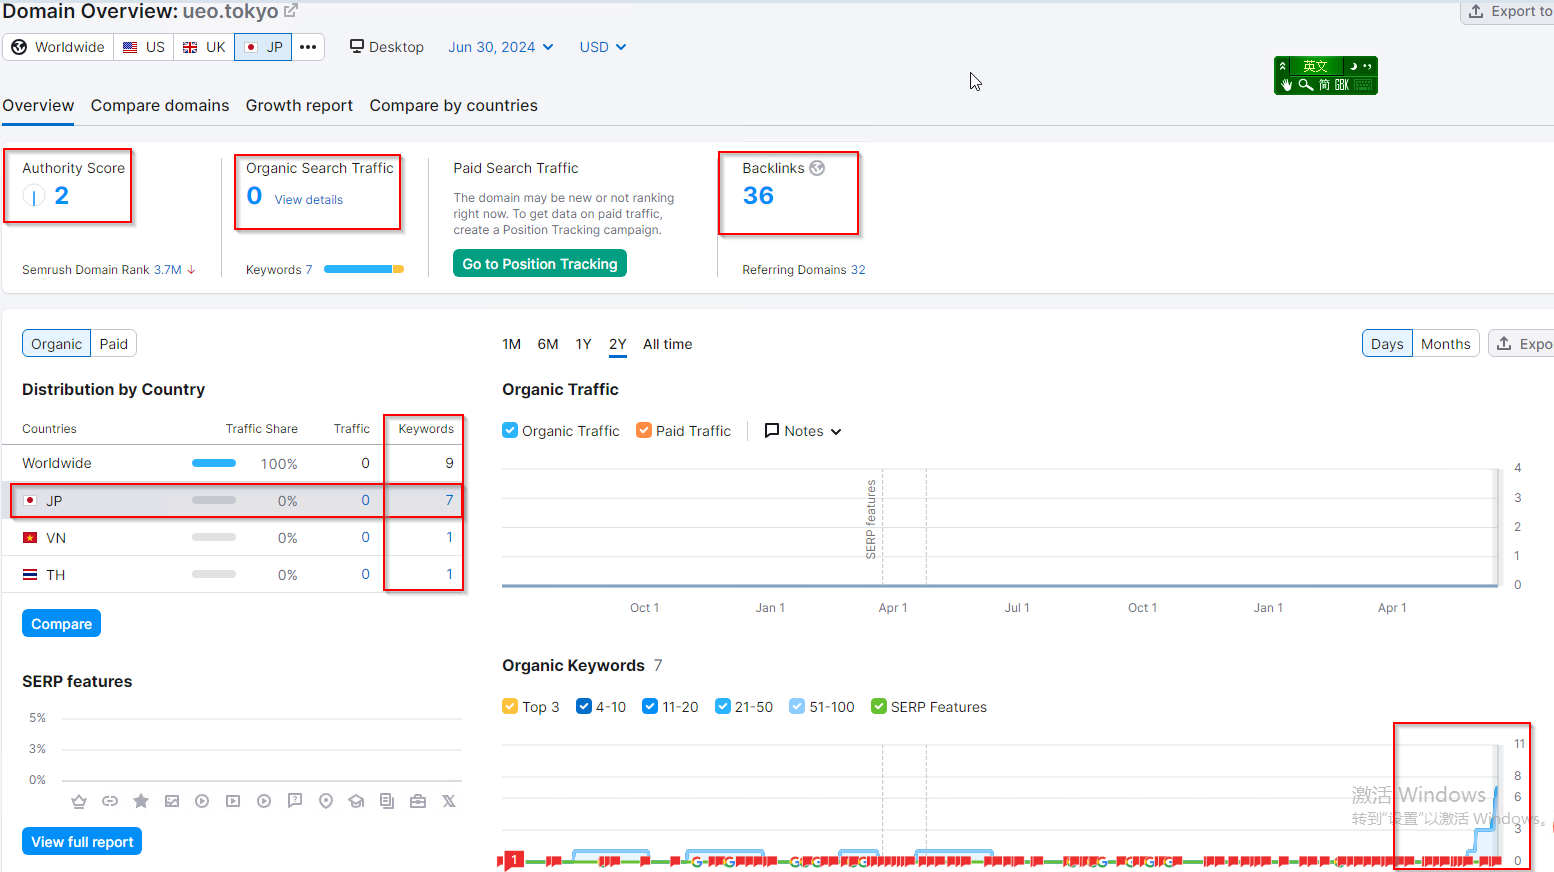 Domain Overview: ueo.tokyo
Export to
Worldwide US UK JP •••
Desktop
Jun 30, 2024
USD
英文
简 GBK
Overview Compare domains Growth report Compare by countries
Authority Score
2
Semrush Domain Rank 3.7M
Organic Search Traffic
0 View details
Keywords 7
Paid Search Traffic
The domain may be new or not ranking
right now. To get data on paid traffic,
create a Position Tracking campaign.
Go to Position Tracking
Backlinks
36
Referring Domains 32
Organic Paid
Distribution by Country
Countries Traffic Share Traffic Keywords
Worldwide 100% 0 9
JP 0% 0 7
VN 0% 0 1
TH 0% 0 1
Compare
SERP features
5%
3%
0%
View full report
1M 6M 1Y 2Y All time
Days Months
Expo
Organic Traffic
Organic Traffic Paid Traffic Notes
SERP features
4
3
2
1
0
Oct 1 Jan 1 Apr 1 Jul 1 Oct 1 Jan 1 Apr 1
Organic Keywords 7
Top 3 4-10 11-20 21-50 51-100 SERP Features
11
8
6
3
0
1
激活 Windows
转到“设置”以激活 Windows。